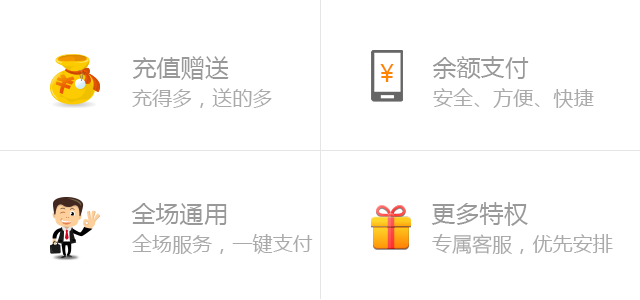 充值赠送
充得多，送的多
¥
余额支付
安全、方便、快捷
全场通用
全场服务，一键支付
更多特权
专属客服，优先安排